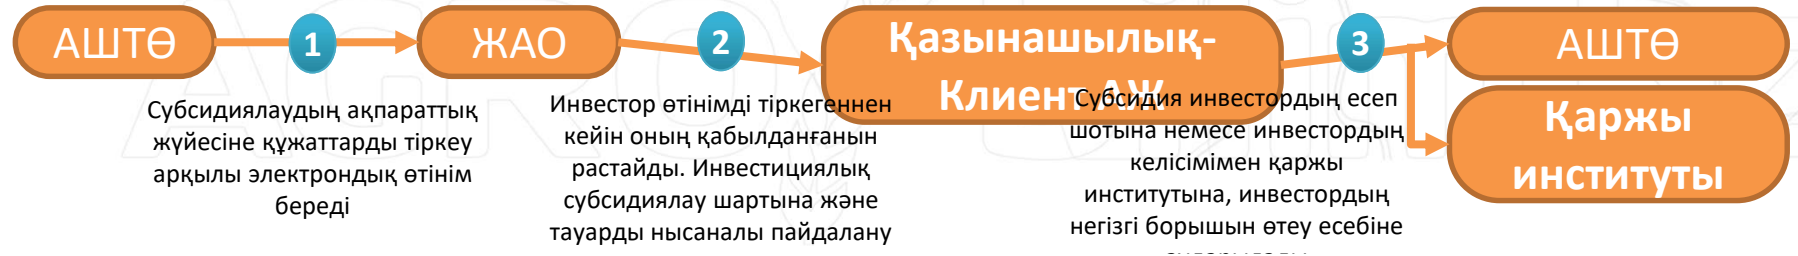 АШТӨ
1
ЖАО
2
Қазынашылық-
Клиент АЖ
3
АШТӨ
Қаржы
институты
Субсидиялаудың ақпараттық
жүйесіне құжаттарды тіркеу
арқылы электрондық өтінім
береді
Инвестор өтінімді тіркегеннен
кейін оның қабылданғанын
растайды. Инвестициялық
субсидиялау шартына және
тауарды нысаналы пайдалану
Субсидия инвестордың есеп
шотына немесе инвестордың
келісімімен қаржы
институтына, инвестордың
негізгі борышын өтеу есебіне